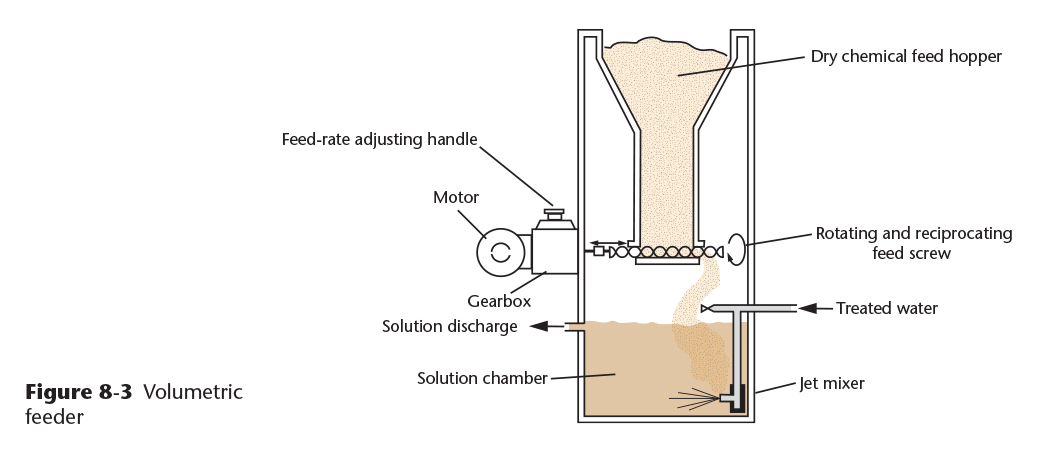 Dry chemical feed hopper
Feed-rate adjusting handle
Motor
Rotating and reciprocating
feed screw
Gearbox
Treated water
Solution discharge
Solution chamber
Jet mixer
Figure 8-3 Volumetric
feeder